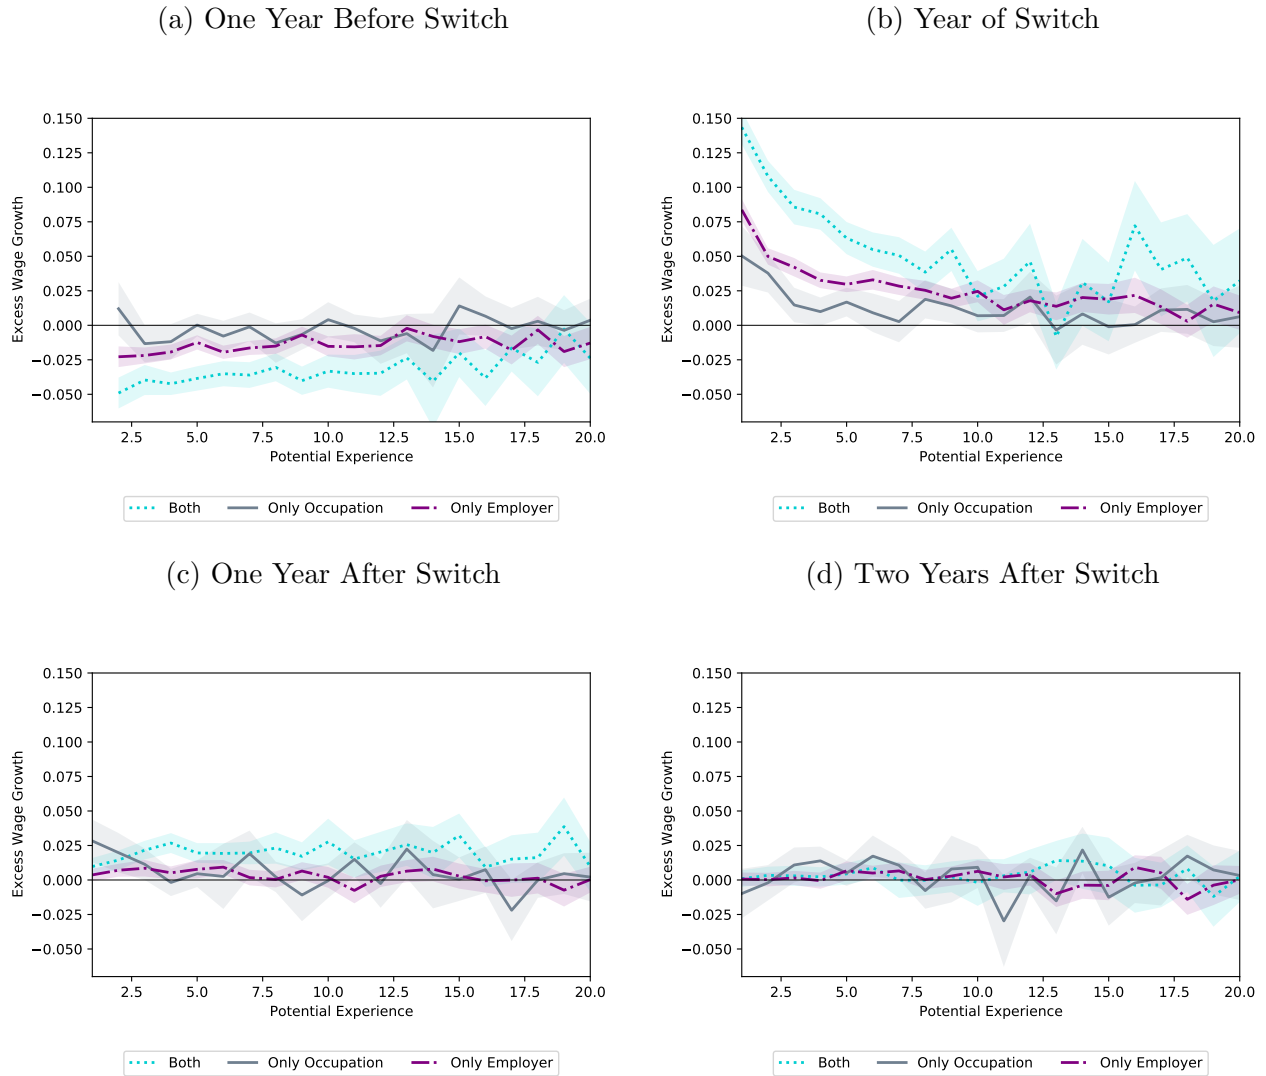 (a) One Year Before Switch
0.150
0.125
0.100
0.075
0.050
0.025
0.000
−0.025
−0.050
Excess Wage Growth
2.5 5.0 7.5 10.0 12.5 15.0 17.5 20.0
Potential Experience
Both Only Occupation Only Employer
(b) Year of Switch
0.150
0.125
0.100
0.075
0.050
0.025
0.000
−0.025
−0.050
Excess Wage Growth
2.5 5.0 7.5 10.0 12.5 15.0 17.5 20.0
Potential Experience
Both Only Occupation Only Employer
(c) One Year After Switch
0.150
0.125
0.100
0.075
0.050
0.025
0.000
−0.025
−0.050
Excess Wage Growth
2.5 5.0 7.5 10.0 12.5 15.0 17.5 20.0
Potential Experience
Both Only Occupation Only Employer
(d) Two Years After Switch
0.150
0.125
0.100
0.075
0.050
0.025
0.000
−0.025
−0.050
Excess Wage Growth
2.5 5.0 7.5 10.0 12.5 15.0 17.5 20.0
Potential Experience
Both Only Occupation Only Employer